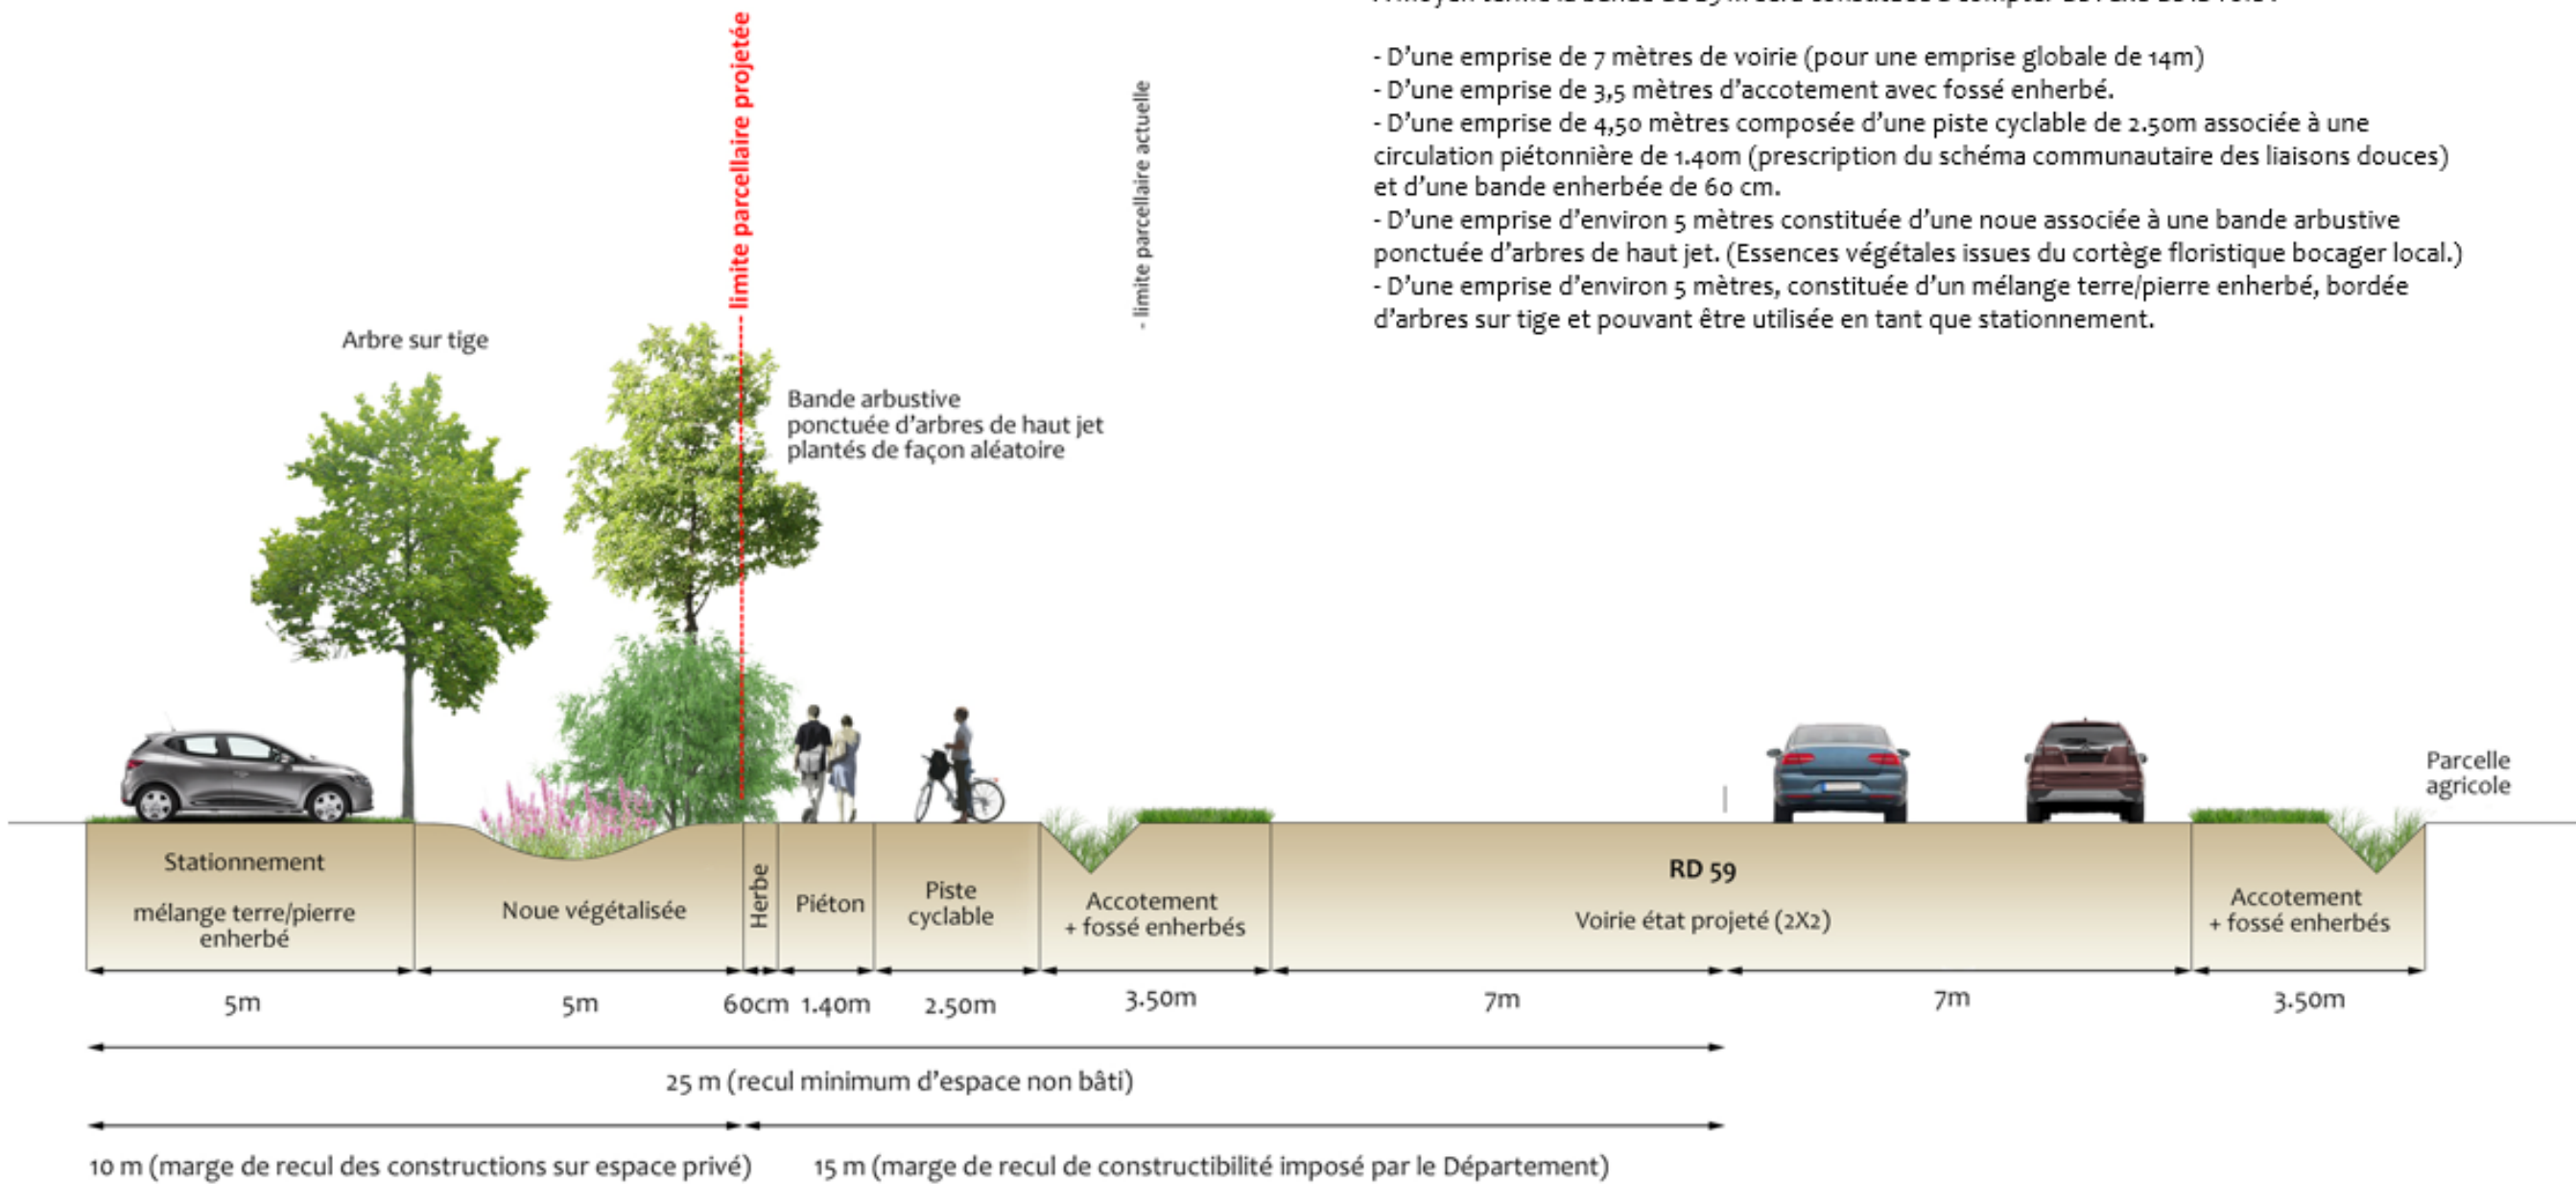 - D'une emprise de 7 mètres de voirie (pour une emprise globale de 14m)
- D'une emprise de 3,5 mètres d'accotement avec fossé enherbé.
- D'une emprise de 4,50 mètres composée d'une piste cyclable de 2.50m associée à une
circulation piétonnière de 1.40m (prescription du schéma communautaire des liaisons douces)
et d'une bande enherbée de 60 cm.
- D'une emprise d'environ 5 mètres constituée d'une noue associée à une bande arbustive
ponctuée d'arbres de haut jet. (Essences végétales issues du cortège floristique bocager local.)
- D'une emprise d'environ 5 mètres, constituée d'un mélange terre/pierre enherbé, bordée
d'arbres sur tige et pouvant être utilisée en tant que stationnement.
limite parcellaire projetée
- limite parcellaire actuelle
Arbre sur tige
Bande arbustive
ponctuée d'arbres de haut jet
plantés de façon aléatoire
Parcelle
agricole
Stationnement
mélange terre/pierre
enherbé
Noue végétalisée
Herbe
Piéton
Piste
cyclable
Accotement
+ fossé enherbés
RD 59
Voirie état projeté (2X2)
Accotement
+ fossé enherbés
5m
5m
60cm
1.40m
2.50m
3.50m
7m
7m
3.50m
25 m (recul minimum d'espace non bâti)
10 m (marge de recul des constructions sur espace privé)
15 m (marge de recul de constructibilité imposé par le Département)